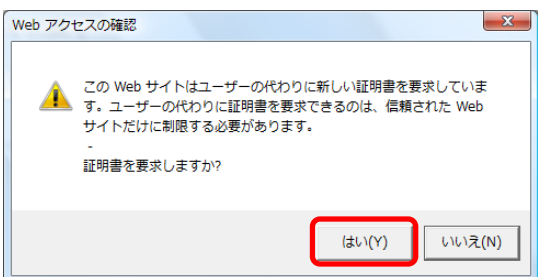 Web アクセスの確認
この Web サイトはユーザーの代わりに新しい証明書を要求していま
す。ユーザーの代わりに証明書を要求できるのは、信頼された Web
サイトだけに制限する必要があります。
-
証明書を要求しますか?
はい(Y) いいえ(N)